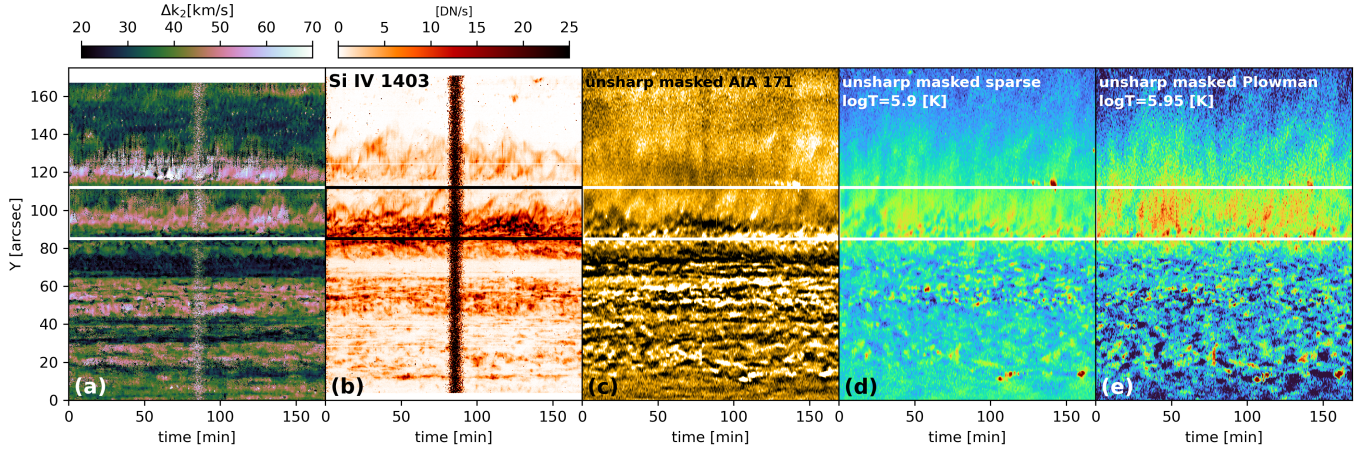 Δk₂[km/s]
20 30 40 50 60 70
[DN/s]
0 5 10 15 20 25
Si IV 1403
unsharp masked AIA 171
unsharp masked sparse
logT=5.9 [K]
unsharp masked Plowman
logT=5.95 [K]
Y [arcsec]
160
140
120
100
80
60
40
20
0
(a)
(b)
(c)
(d)
(e)
0 50 100 150
0 50 100 150
0 50 100 150
0 50 100 150
0 50 100 150
time [min]
time [min]
time [min]
time [min]
time [min]